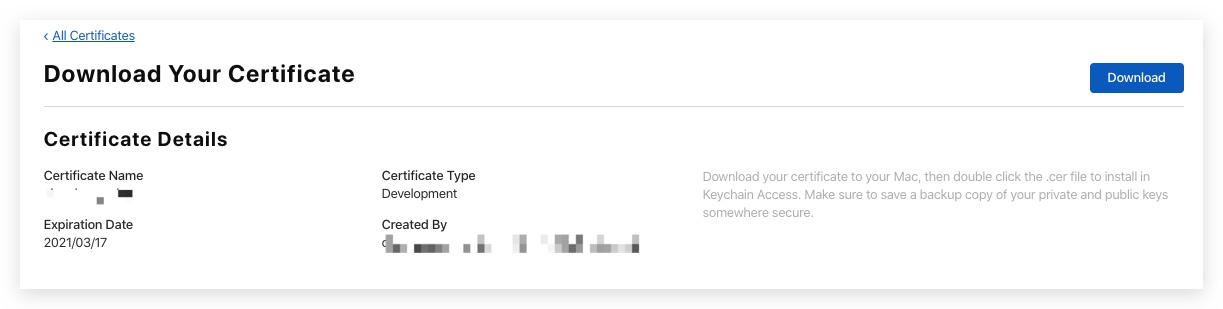 ‹ All Certificates
Download Your Certificate
Download
Certificate Details
Certificate Name
Certificate Type
Development
Download your certificate to your Mac, then double click the .cer file to install in
Keychain Access. Make sure to save a backup copy of your private and public keys
somewhere secure.
Expiration Date
2021/03/17
Created By